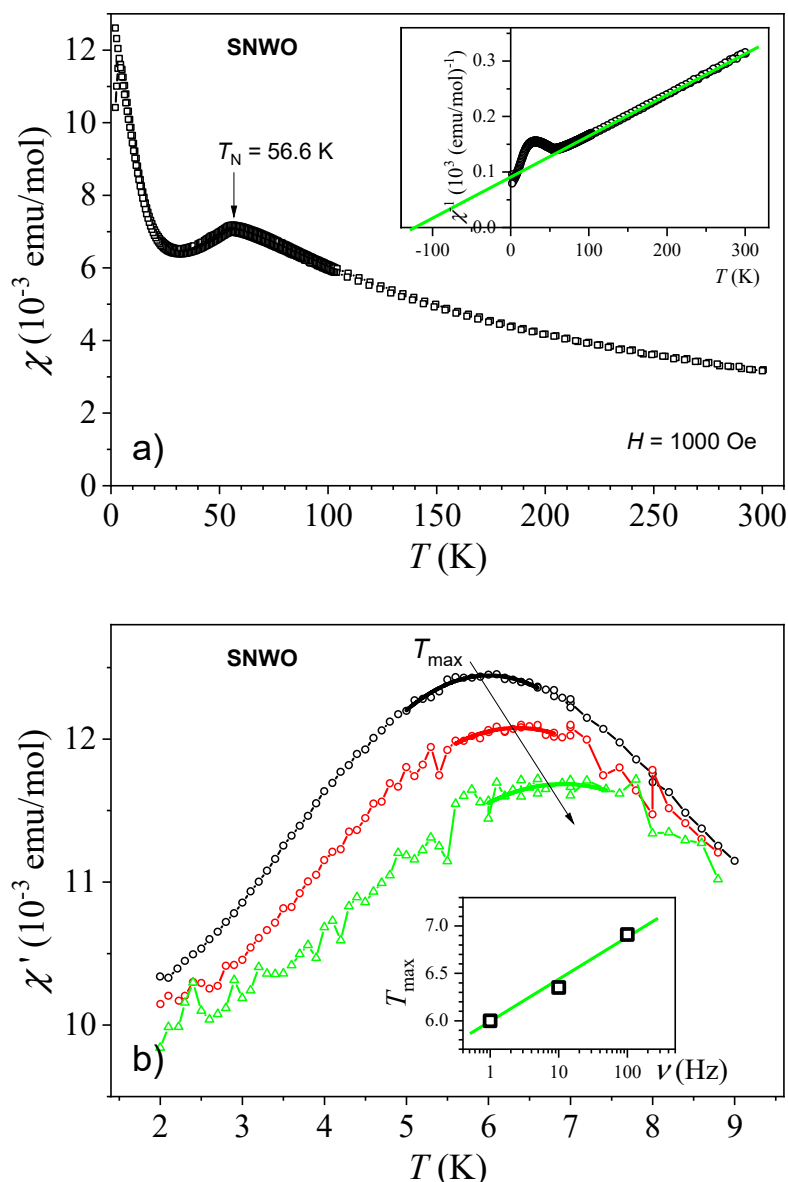 SNWO
T_N = 56.6 K
χ (10⁻³ emu/mol)
12
10
8
6
4
2
0
0 50 100 150 200 250 300
T (K)
a)
H = 1000 Oe
χ⁻¹ (10³ (emu/mol)⁻¹)
0.3
0.2
0.1
0.0
-100 0 100 200 300
T (K)
SNWO
T_max
χ' (10⁻³ emu/mol)
12
11
10
b)
2 3 4 5 6 7 8 9
T (K)
T_max
7.0
6.5
6.0
1 10 100 ν (Hz)